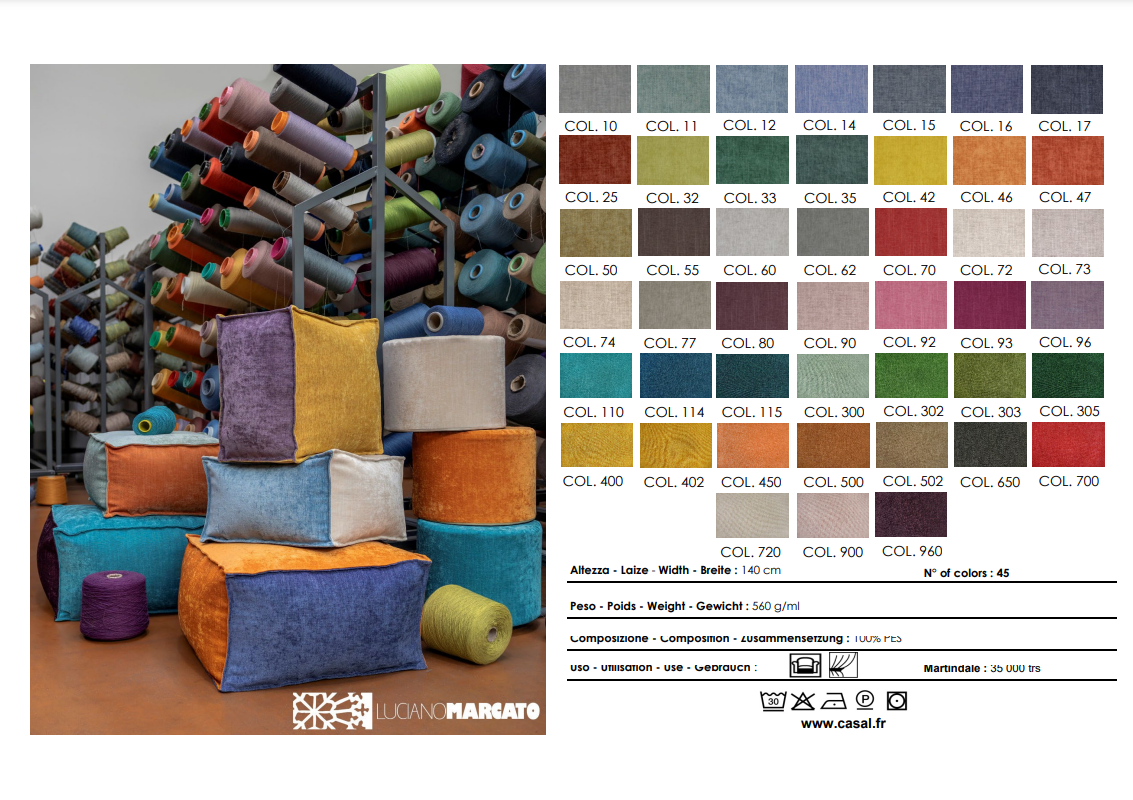 COL. 10 COL. 11 COL. 12 COL. 14 COL. 15 COL. 16 COL. 17
COL. 25 COL. 32 COL. 33 COL. 35 COL. 42 COL. 46 COL. 47
COL. 50 COL. 55 COL. 60 COL. 62 COL. 70 COL. 72 COL. 73
COL. 74 COL. 77 COL. 80 COL. 90 COL. 92 COL. 93 COL. 96
COL. 110 COL. 114 COL. 115 COL. 300 COL. 302 COL. 303 COL. 305
COL. 400 COL. 402 COL. 450 COL. 500 COL. 502 COL. 650 COL. 700
COL. 720 COL. 900 COL. 960
Altezza - Laize - Width - Breite : 140 cm N° of colors : 45
Peso - Poids - Weight - Gewicht : 560 g/ml
Composizione - Composition - Zusammensetzung : 100% PES
Uso - Utilisation - Use - Gebrauch : Martindale : 35 000 trs
30 P
www.casal.fr
LUCIANOMARCATO